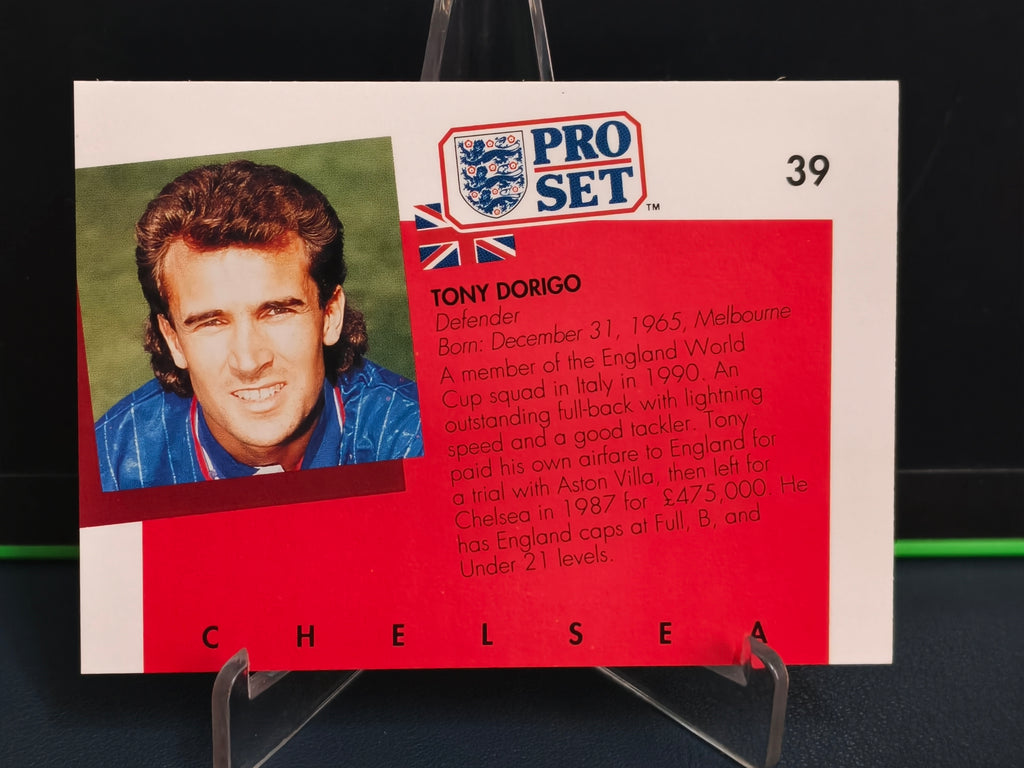 PRO
SET
™
39
TONY DORIGO
Defender
Born: December 31, 1965, Melbourne
A member of the England World
Cup squad in Italy in 1990. An
outstanding full-back with lightning
speed and a good tackler. Tony
paid his own airfare to England for
a trial with Aston Villa, then left for
Chelsea in 1987 for £475,000. He
has England caps at Full, B, and
Under 21 levels.
CHELSEA